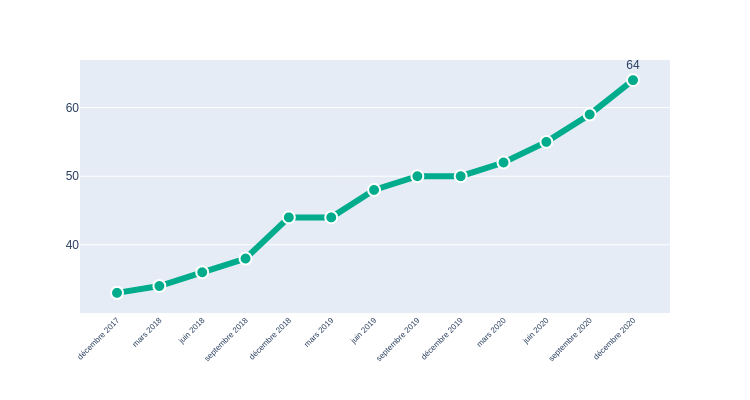 64
60
50
40
décembre 2017
mars 2018
juin 2018
septembre 2018
décembre 2018
mars 2019
juin 2019
septembre 2019
décembre 2019
mars 2020
juin 2020
septembre 2020
décembre 2020